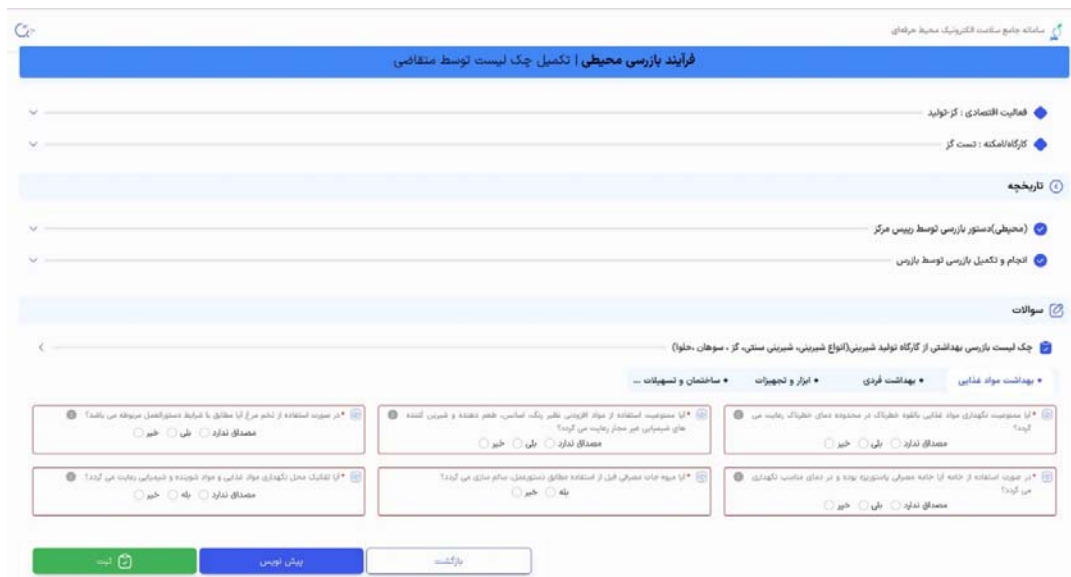 سامانه جامع سلامت الکترونیک محیط حرفه‌ای
فرآیند بازرسی محیطی | تکمیل چک لیست توسط متقاضی
فعالیت اقتصادی : گز-تولید
کارگاه/امکنه : تست گز
تاریخچه
(محیطی)دستور بازرسی توسط رییس مرکز
انجام و تکمیل بازرسی توسط بازرس
سوالات
چک لیست بازرسی بهداشتی از کارگاه تولید شیرینی(انواع شیرینی، شیرینی سنتی، گز ، سوهان ،حلوا)
بهداشت مواد غذایی
بهداشت فردی
ابزار و تجهیزات
ساختمان و تسهیلات ...
*آیا ممنوعیت نگهداری مواد غذایی بالقوه خطرناک در محدوده دمای خطرناک رعایت می
گردد؟
مصداق ندارد بلی خیر
*آیا ممنوعیت استفاده از مواد افزودنی نظیر رنگ، اسانس، طعم دهنده و شیرین کننده
های شیمیایی غیر مجاز رعایت می گردد؟
مصداق ندارد بلی خیر
*در صورت استفاده از تخم مرغ آیا مطابق با شرایط دستورالعمل مربوطه می باشد؟
مصداق ندارد بلی خیر
*در صورت استفاده از خامه آیا خامه مصرفی پاستوریزه بوده و در دمای مناسب نگهداری
می گردد؟
مصداق ندارد بلی خیر
*آیا میوه جات مصرفی قبل از استفاده مطابق دستورعمل، سالم سازی می گردد؟
بله خیر
*آیا تفکیک محل نگهداری مواد غذایی و مواد شوینده و شیمیایی رعایت می گردد؟
مصداق ندارد بله خیر
بازگشت
پیش نویس
ثبت